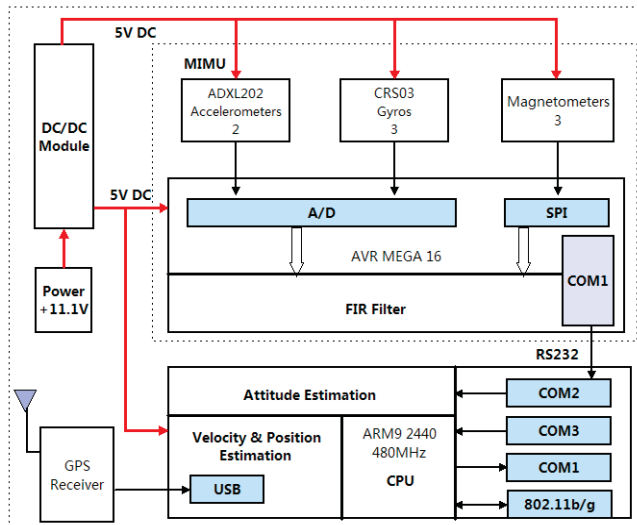 5V DC
MIMU
DC/DC
Module
ADXL202
Accelerometers
2
CRS03
Gyros
3
Magnetometers
3
5V DC
A/D
SPI
AVR MEGA 16
COM1
FIR Filter
Power
+11.1V
RS232
Attitude Estimation
COM2
Velocity & Position
Estimation
ARM9 2440
480MHz
CPU
COM3
COM1
GPS
Receiver
USB
802.11b/g